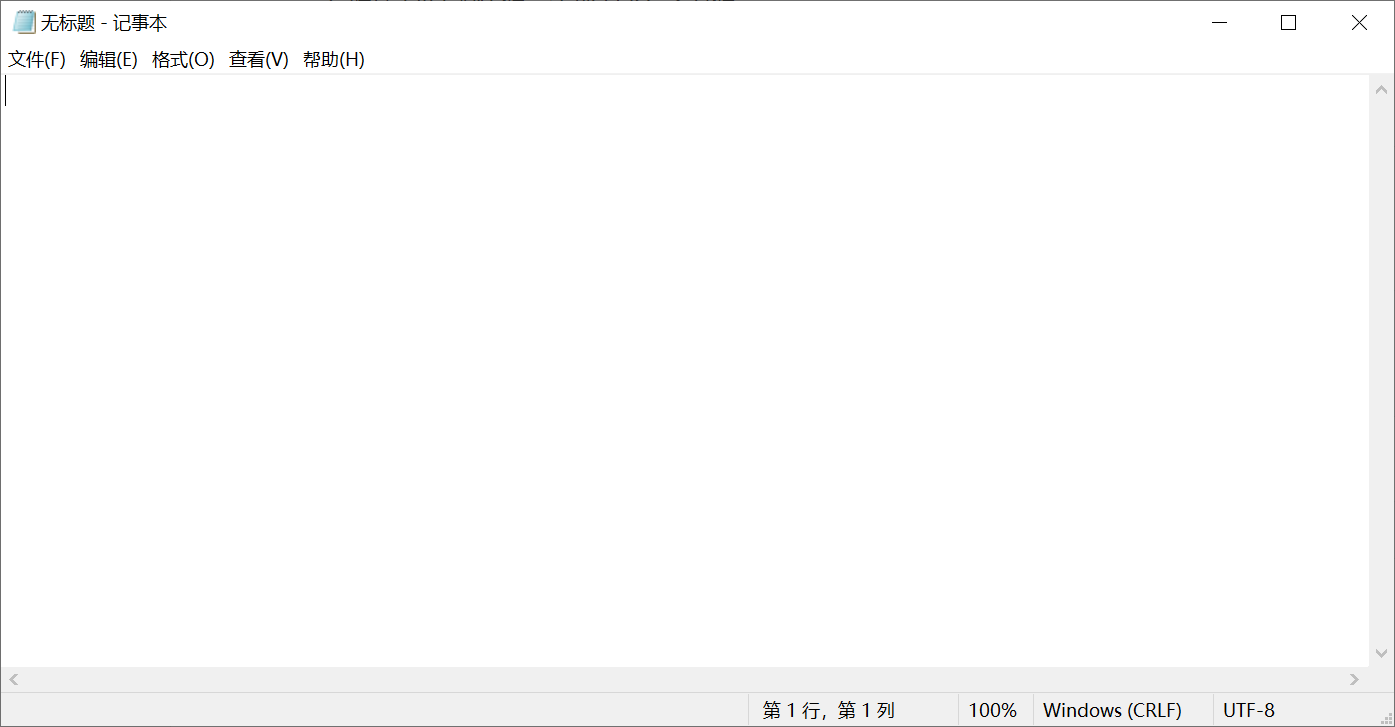 无标题 - 记事本
文件(F) 编辑(E) 格式(O) 查看(V) 帮助(H)
第 1 行，第 1 列 100% Windows (CRLF) UTF-8